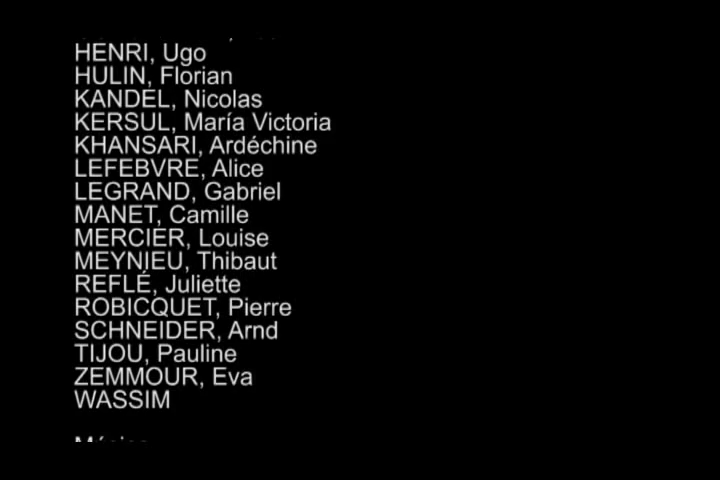 HENRI, Ugo
HULIN, Florian
KANDEL, Nicolas
KERSUL, María Victoria
KHANSARI, Ardéchine
LEFEBVRE, Alice
LEGRAND, Gabriel
MANET, Camille
MERCIER, Louise
MEYNIEU, Thibaut
REFLÉ, Juliette
ROBICQUET, Pierre
SCHNEIDER, Arnd
TIJOU, Pauline
ZEMMOUR, Eva
WASSIM